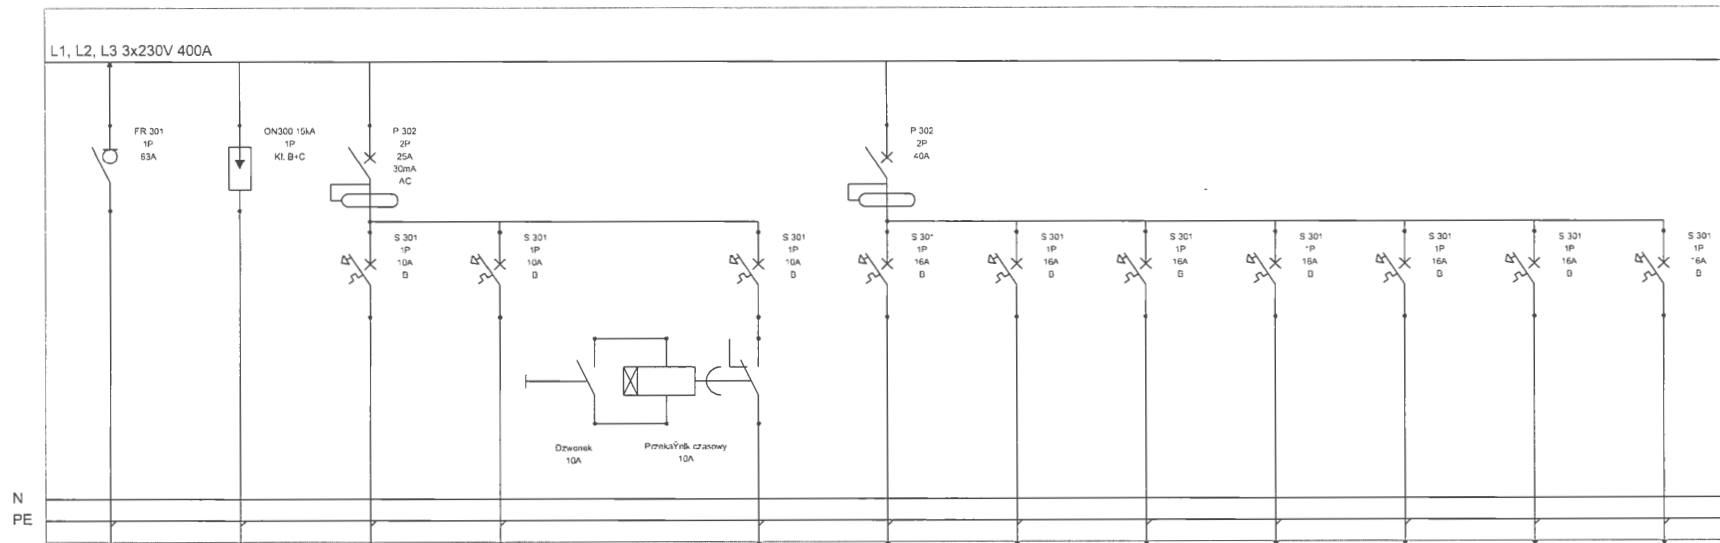 L1, L2, L3 3x230V 400A
FR 301
1P
63A
ON300 15kA
1P
Kl. B+C
P 302
2P
25A
30mA
AC
P 302
2P
40A
S 301
1P
10A
B
S 301
1P
10A
B
S 301
1P
10A
B
S 301
1P
16A
B
S 301
1P
16A
B
S 301
1P
16A
B
S 301
1P
16A
B
S 301
1P
16A
B
S 301
1P
16A
B
S 301
1P
16A
B
Dzwonek
10A
PrzekaŸnik czasowy
10A
N
PE